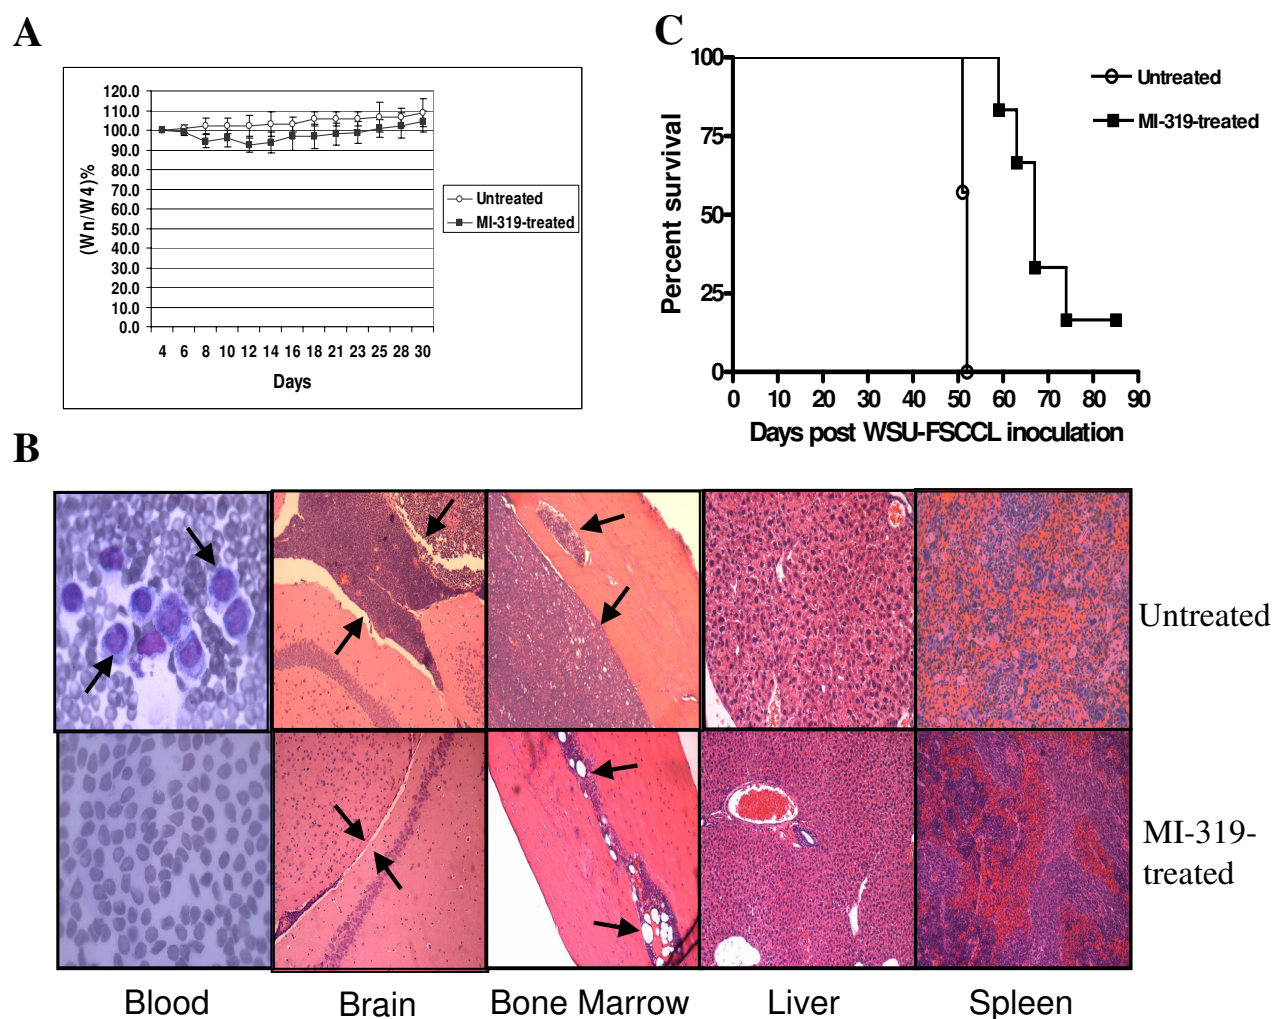 A
120.0
110.0
100.0
90.0
80.0
70.0
60.0
50.0
40.0
30.0
20.0
10.0
0.0
(Wn/W4)%
4 6 8 10 12 14 16 18 21 23 25 28 30
Days
Untreated
MI-319-treated
C
100
75
50
25
0
Percent survival
0 10 20 30 40 50 60 70 80 90
Days post WSU-FSCCL inoculation
Untreated
MI-319-treated
B
Untreated
MI-319-
treated
Blood Brain Bone Marrow Liver Spleen